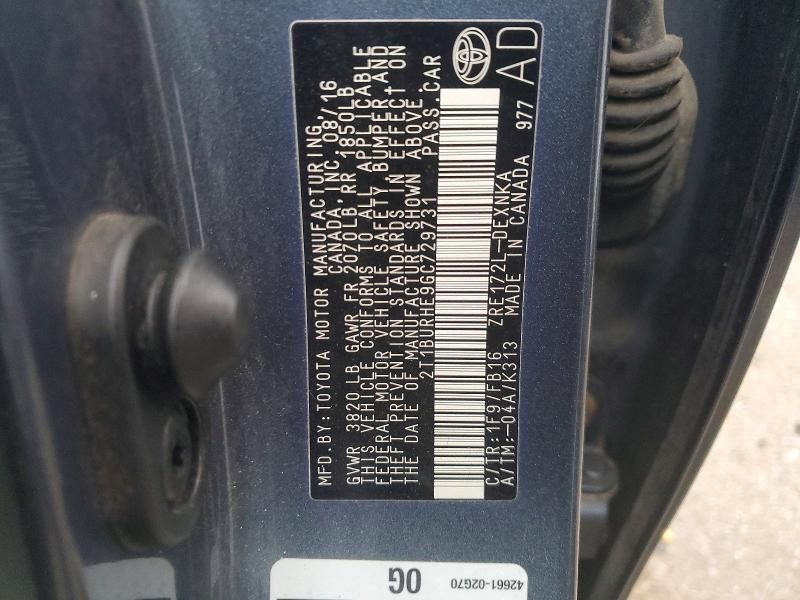 MFD. BY: TOYOTA MOTOR MANUFACTURING,
CANADA, INC. 08/16
GVWR 3820 LB GAWR FR 2070LB, RR 1850LB
THIS VEHICLE CONFORMS TO ALL APPLICABLE
FEDERAL MOTOR VEHICLE SAFETY, BUMPER, AND
THEFT PREVENTION STANDARDS IN EFFECT ON
THE DATE OF MANUFACTURE SHOWN ABOVE.
2T1BURHE9GC729731 PASS. CAR
C/TR: 1F9/FB16 ZRE172L-DEXNKA
A/TM: -04A/K313 MADE IN CANADA 977
AD
0G
42661-02G70